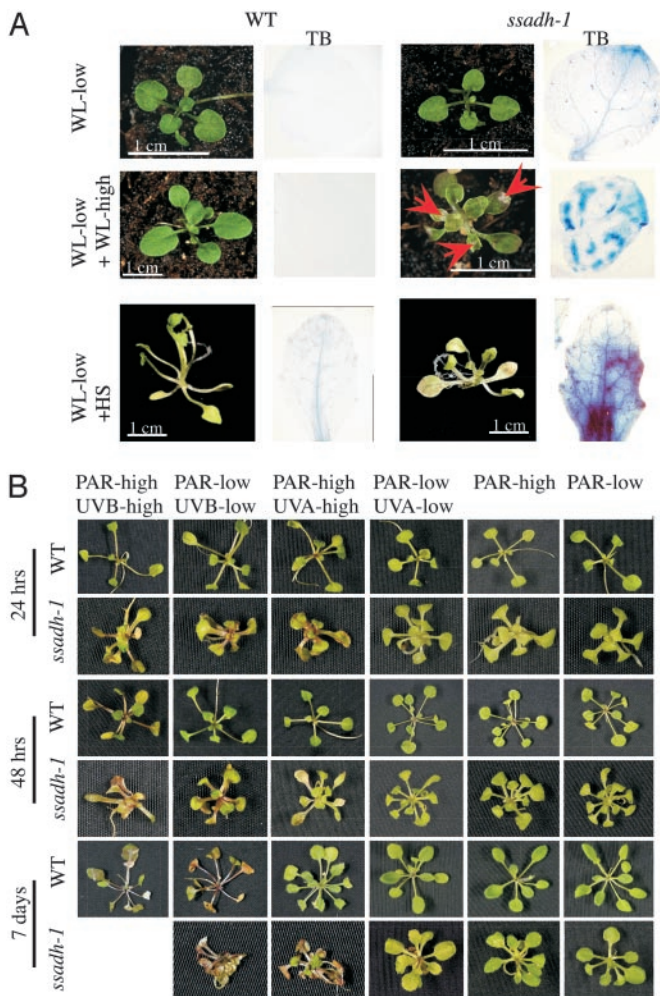 A
WT
ssadh-1
TB
TB
WL-low
1 cm
1 cm
WL-low
+ WL-high
1 cm
1 cm
WL-low
+HS
1 cm
1 cm
B
PAR-high PAR-low PAR-high PAR-low PAR-high PAR-low
UVB-high UVB-low UVA-high UVA-low
24 hrs
WT
ssadh-1
48 hrs
WT
ssadh-1
7 days
WT
ssadh-1